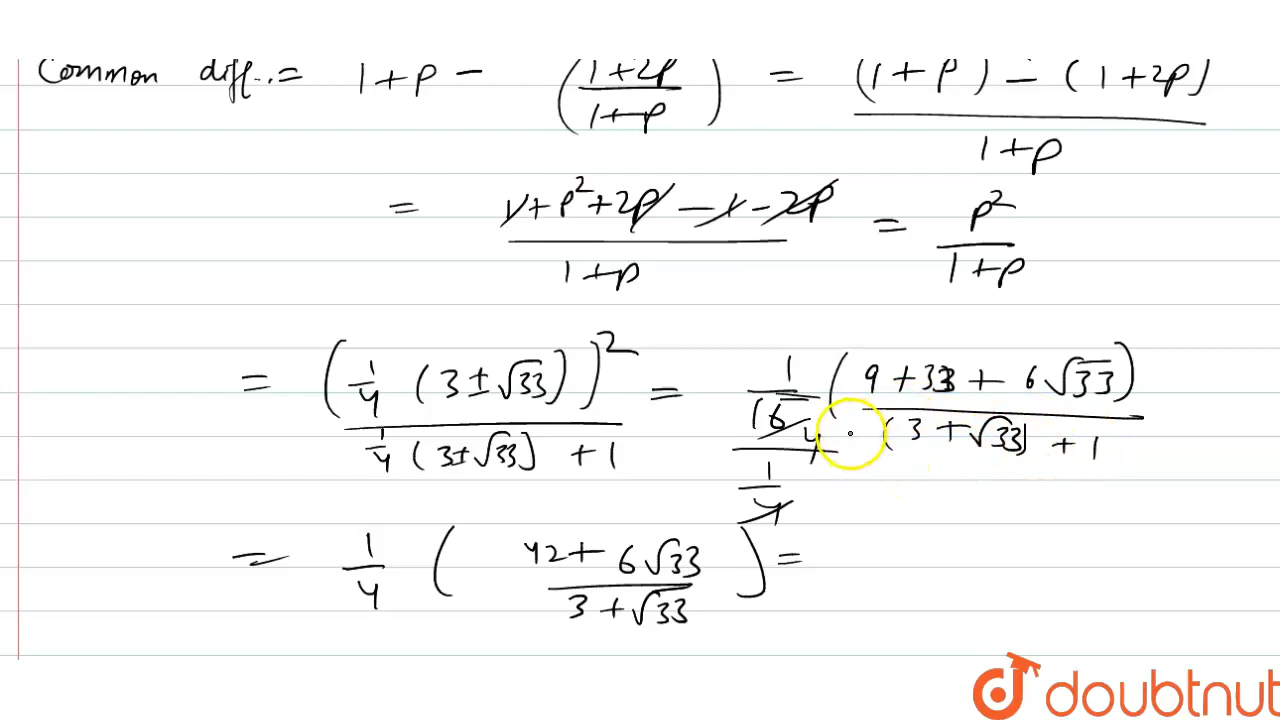 Common diff.. = 1+p - ((1+2p)/(1+p)) = ((1+p) - (1+2p))/(1+p)
= (1+p²+2p - 1 - 2p)/(1+p) = p²/(1+p)
= (1/4 (3±√33))²/(1/4 (3±√33) + 1) = (1/16 4)/(1/4) (9+33+6√33)/((3+√33) + 1)
= 1/4 ((42+6√33)/(3+√33)) =
doubtnut